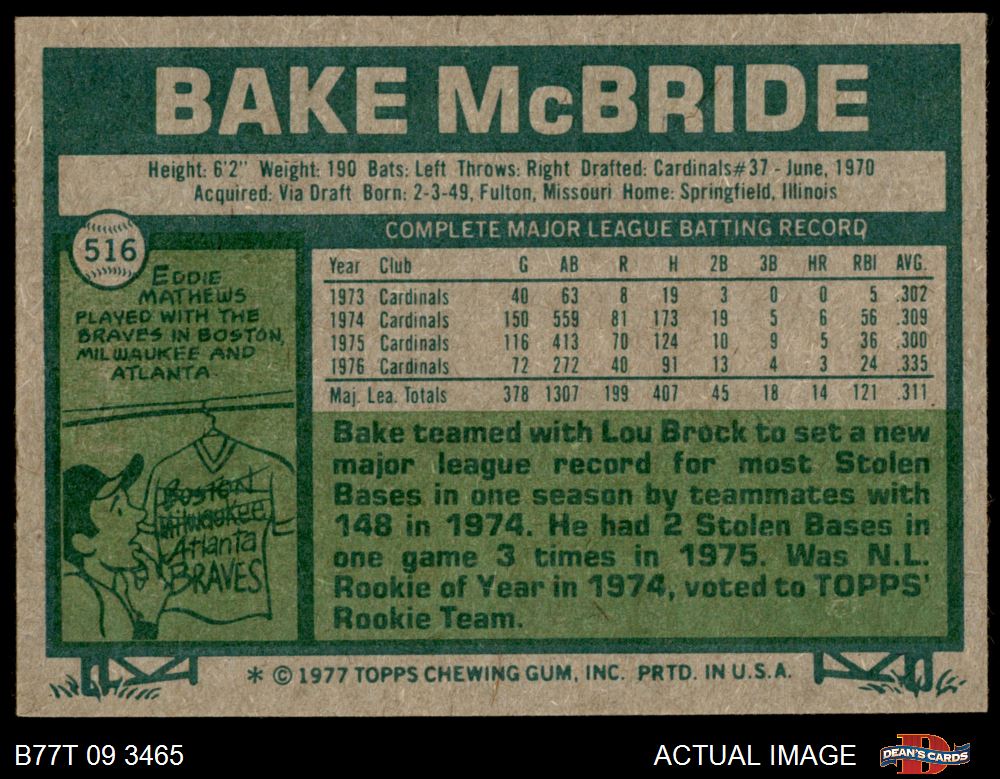 BAKE McBRIDE
Height: 6'2" Weight: 190 Bats: Left Throws: Right Drafted: Cardinals #37 - June, 1970
Acquired: Via Draft Born: 2-3-49, Fulton, Missouri Home: Springfield, Illinois
516
EDDIE
MATHEWS
PLAYED WITH THE
BRAVES IN BOSTON,
MILWAUKEE AND
ATLANTA
Boston
Milwaukee
Atlanta
BRAVES
COMPLETE MAJOR LEAGUE BATTING RECORD
Year Club G AB R H 2B 3B HR RBI AVG.
1973 Cardinals 40 63 8 19 3 0 0 5 .302
1974 Cardinals 150 559 81 173 19 5 6 56 .309
1975 Cardinals 116 413 70 124 10 9 5 36 .300
1976 Cardinals 72 272 40 91 13 4 3 24 .335
Maj. Lea. Totals 378 1307 199 407 45 18 14 121 .311
Bake teamed with Lou Brock to set a new
major league record for most Stolen
Bases in one season by teammates with
148 in 1974. He had 2 Stolen Bases in
one game 3 times in 1975. Was N.L.
Rookie of Year in 1974, voted to TOPPS'
Rookie Team.
* © 1977 TOPPS CHEWING GUM, INC. PRTD. IN U.S.A.
B77T 09 3465
ACTUAL IMAGE
DEAN'S CARDS